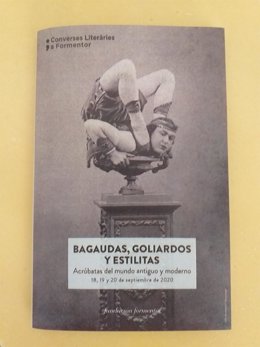 Converses Literàries
a Formentor
BAGAUDAS, GOLIARDOS
Y ESTILITAS
Acróbatas del mundo antiguo y moderno
18, 19 y 20 de septiembre de 2020
fundación formentor